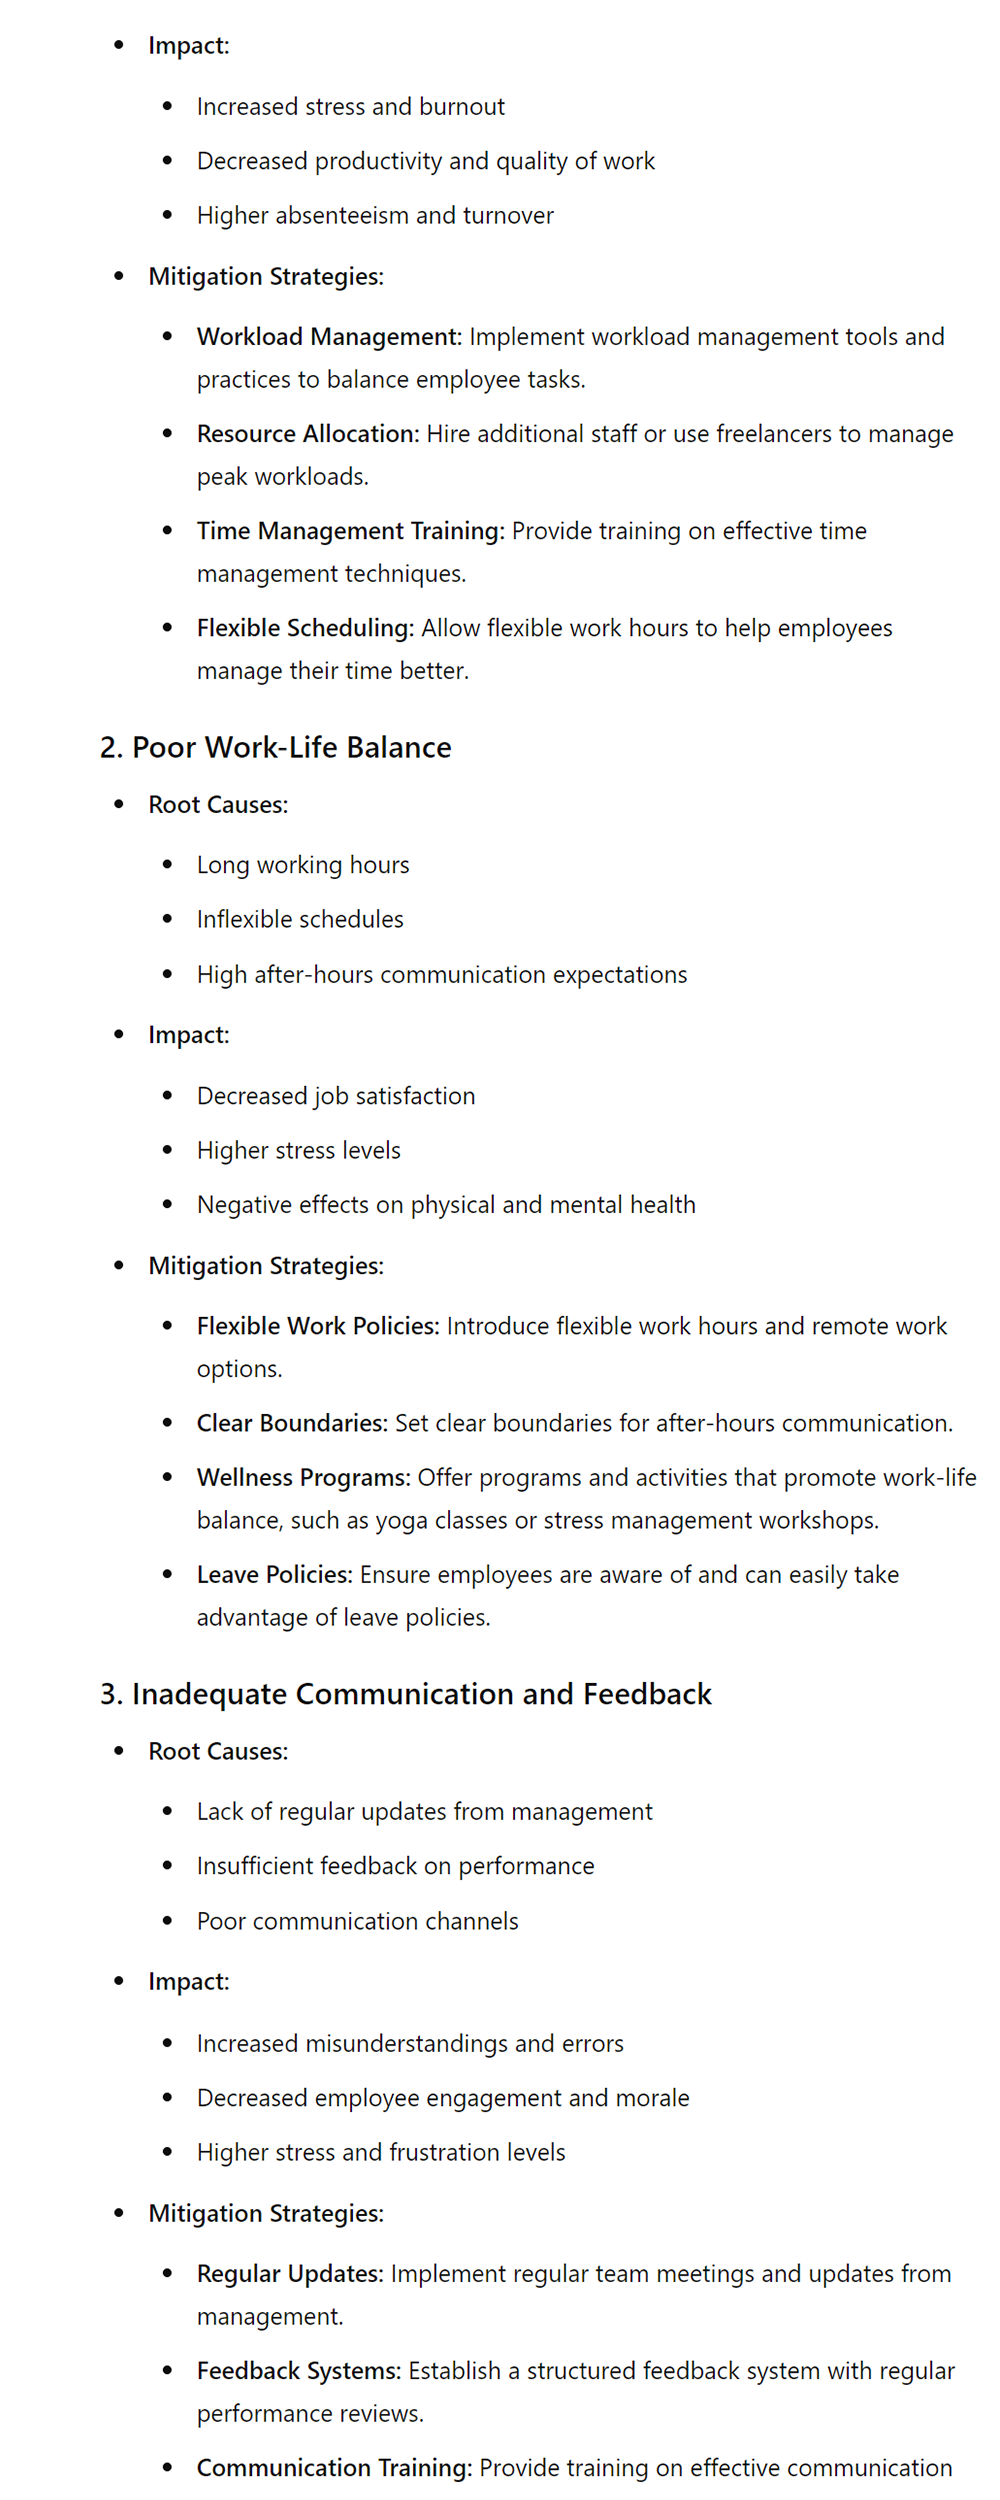 • Impact:
• Increased stress and burnout
• Decreased productivity and quality of work
• Higher absenteeism and turnover
• Mitigation Strategies:
• Workload Management: Implement workload management tools and
practices to balance employee tasks.
• Resource Allocation: Hire additional staff or use freelancers to manage
peak workloads.
• Time Management Training: Provide training on effective time
management techniques.
• Flexible Scheduling: Allow flexible work hours to help employees
manage their time better.
2. Poor Work-Life Balance
• Root Causes:
• Long working hours
• Inflexible schedules
• High after-hours communication expectations
• Impact:
• Decreased job satisfaction
• Higher stress levels
• Negative effects on physical and mental health
• Mitigation Strategies:
• Flexible Work Policies: Introduce flexible work hours and remote work
options.
• Clear Boundaries: Set clear boundaries for after-hours communication.
• Wellness Programs: Offer programs and activities that promote work-life
balance, such as yoga classes or stress management workshops.
• Leave Policies: Ensure employees are aware of and can easily take
advantage of leave policies.
3. Inadequate Communication and Feedback
• Root Causes:
• Lack of regular updates from management
• Insufficient feedback on performance
• Poor communication channels
• Impact:
• Increased misunderstandings and errors
• Decreased employee engagement and morale
• Higher stress and frustration levels
• Mitigation Strategies:
• Regular Updates: Implement regular team meetings and updates from
management.
• Feedback Systems: Establish a structured feedback system with regular
performance reviews.
• Communication Training: Provide training on effective communication